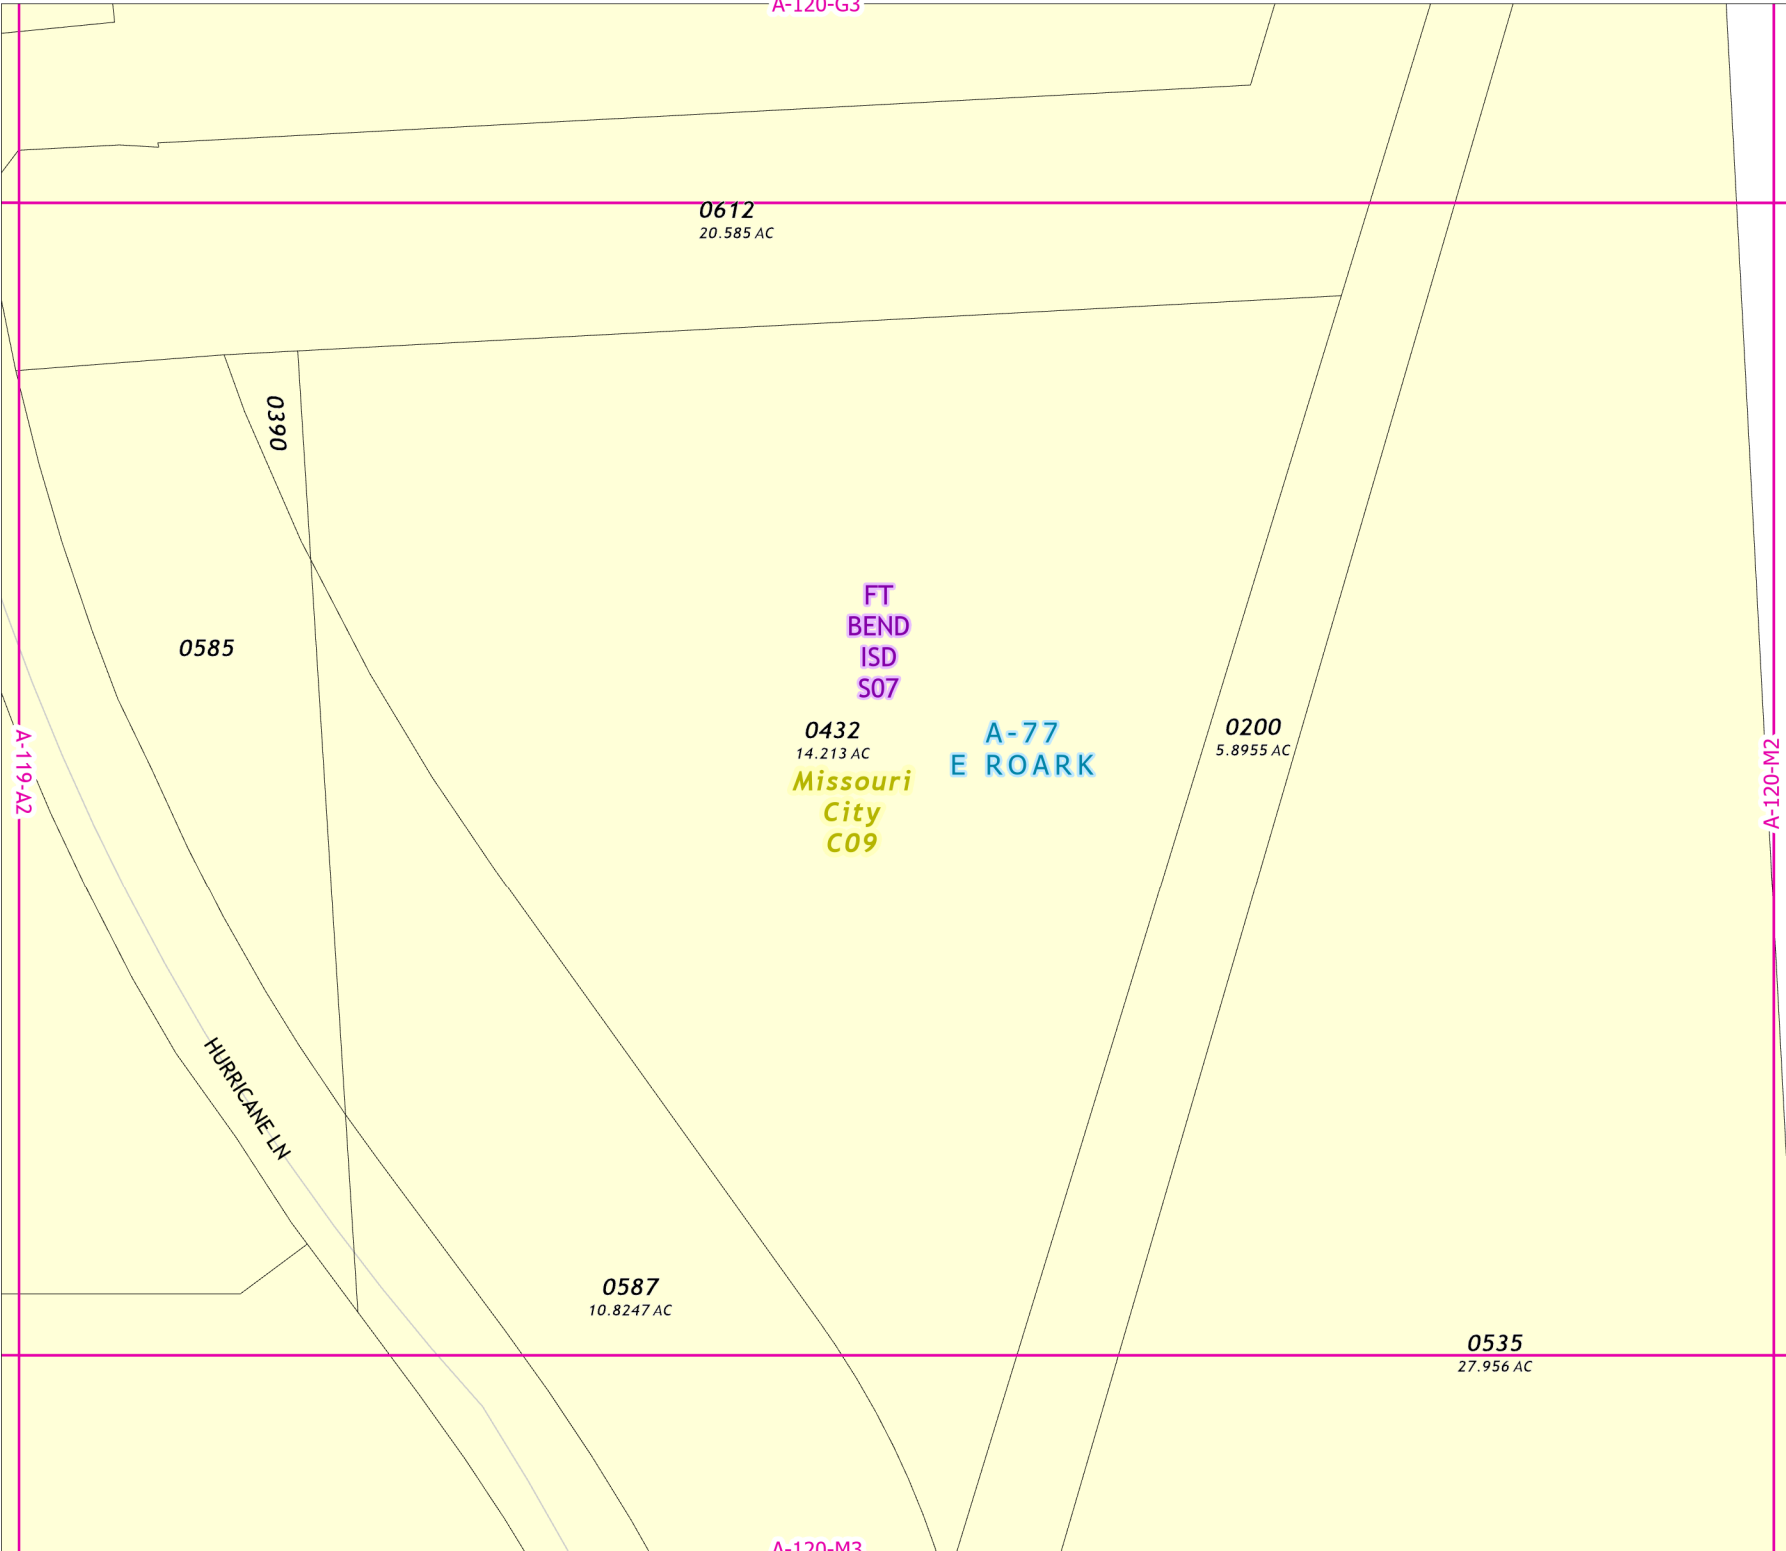 A-120-G3
0612
20.585 AC
0390
FT
BEND
ISD
S07
0585
0432
14.213 AC
A-77
E ROARK
0200
5.8955 AC
Missouri
City
C09
A-119-A2
A-120-M2
HURRICANE LN
0587
10.8247 AC
0535
27.956 AC
A-120-M3